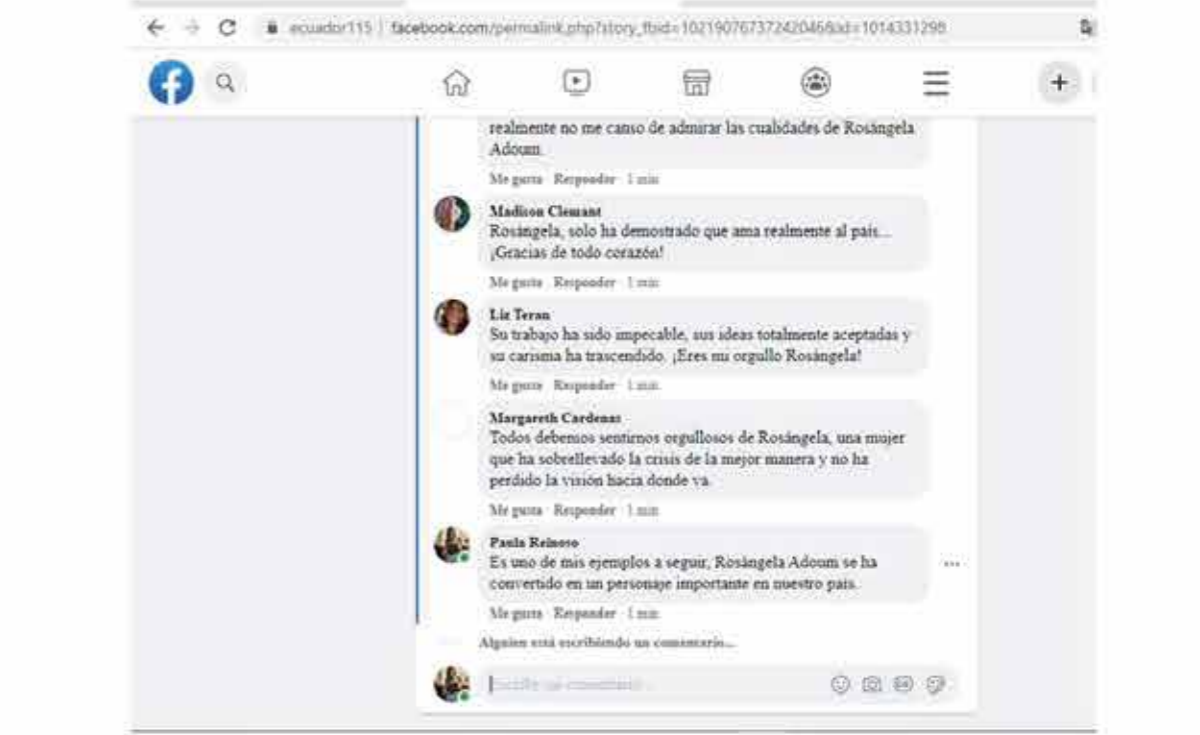 ecuador115 | facebook.com/permalink.php?story_fbid=10219076737242046&id=1014331298
realmente no me canso de admirar las cualidades de Rosángela
Adoum.
Me gusta Responder 1 min
Madison Clemant
Rosángela, solo ha demostrado que ama realmente al país...
¡Gracias de todo corazón!
Me gusta Responder 1 min
Liz Teran
Su trabajo ha sido impecable, sus ideas totalmente aceptadas y
su carisma ha trascendido. ¡Eres mi orgullo Rosángela!
Me gusta Responder 1 min
Margareth Cardenas
Todos debemos sentirnos orgullosos de Rosángela, una mujer
que ha sobrellevado la crisis de la mejor manera y no ha
perdido la visión hacia donde va.
Me gusta Responder 1 min
Paula Reinoso
Es uno de mis ejemplos a seguir, Rosángela Adoum se ha
convertido en un personaje importante en nuestro país.
Me gusta Responder 1 min
Alguien está escribiendo un comentario...
Escribe un comentario...